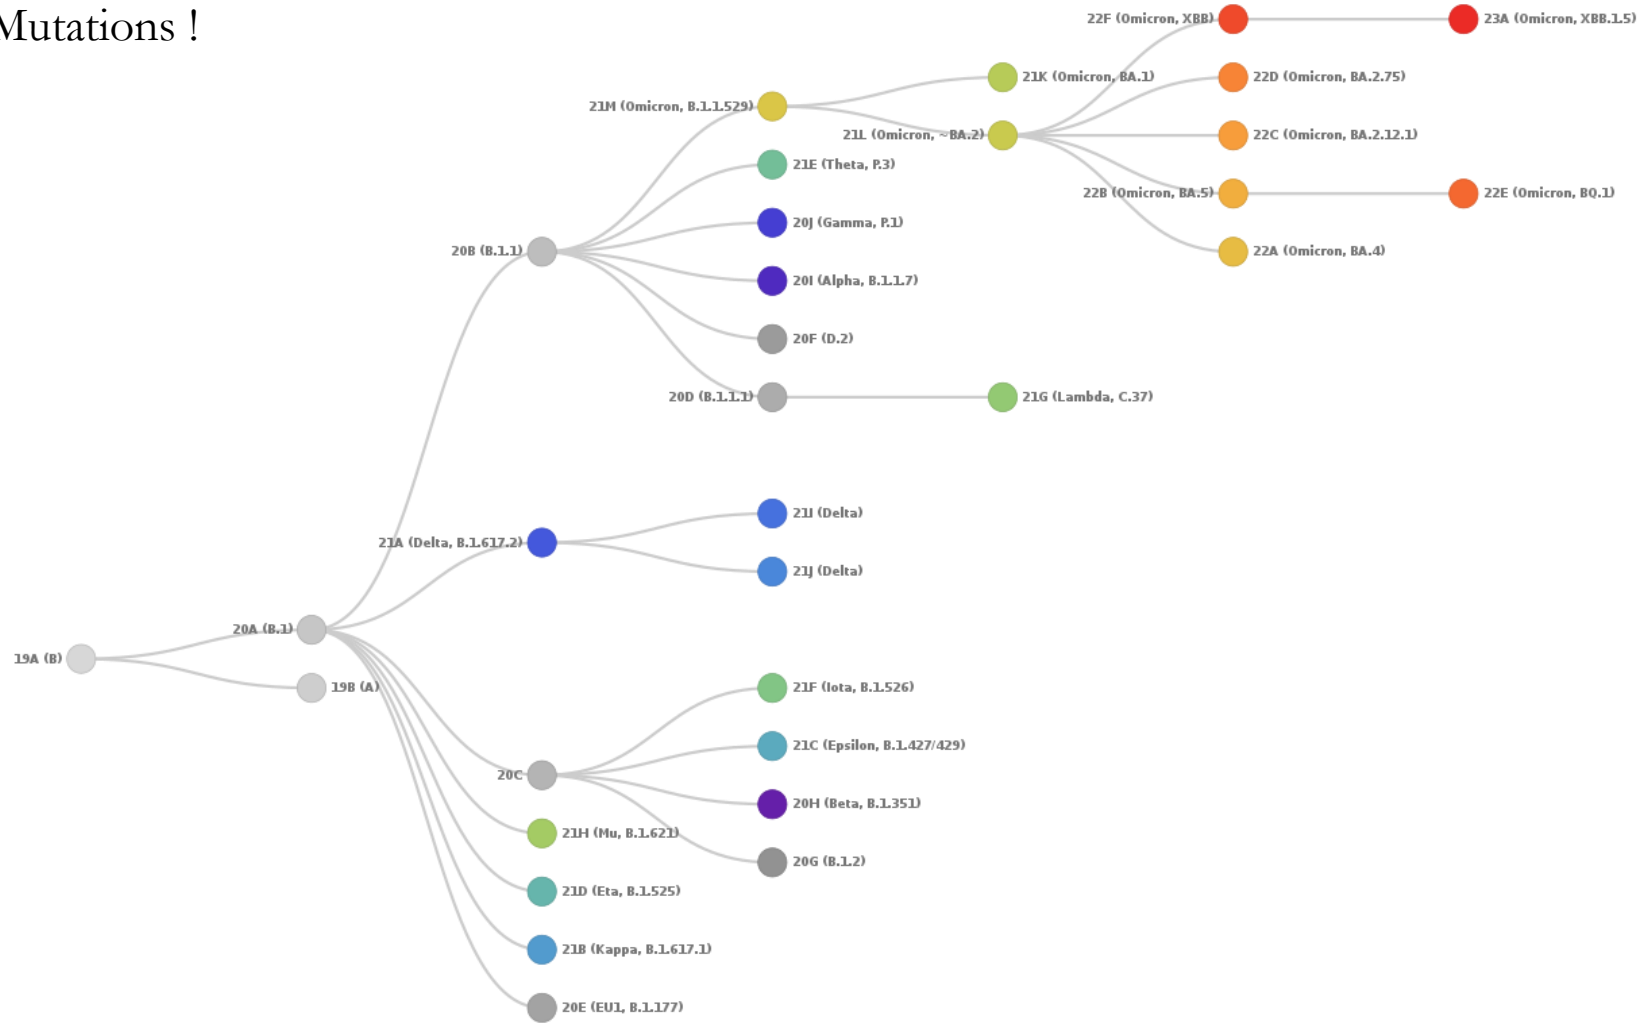 Mutations !
22F (Omicron, XBB)
23A (Omicron, XBB.1.5)
21K (Omicron, BA.1)
22D (Omicron, BA.2.75)
21M (Omicron, B.1.1.529)
21L (Omicron, ~BA.2)
22C (Omicron, BA.2.12.1)
21E (Theta, P.3)
22B (Omicron, BA.5)
22E (Omicron, BQ.1)
20J (Gamma, P.1)
20B (B.1.1)
22A (Omicron, BA.4)
20I (Alpha, B.1.1.7)
20F (D.2)
20D (B.1.1.1)
21G (Lambda, C.37)
21I (Delta)
21A (Delta, B.1.617.2)
21J (Delta)
20A (B.1)
19A (B)
19B (A)
21F (Iota, B.1.526)
21C (Epsilon, B.1.427/429)
20C
20H (Beta, B.1.351)
21H (Mu, B.1.621)
20G (B.1.2)
21D (Eta, B.1.525)
21B (Kappa, B.1.617.1)
20E (EU1, B.1.177)